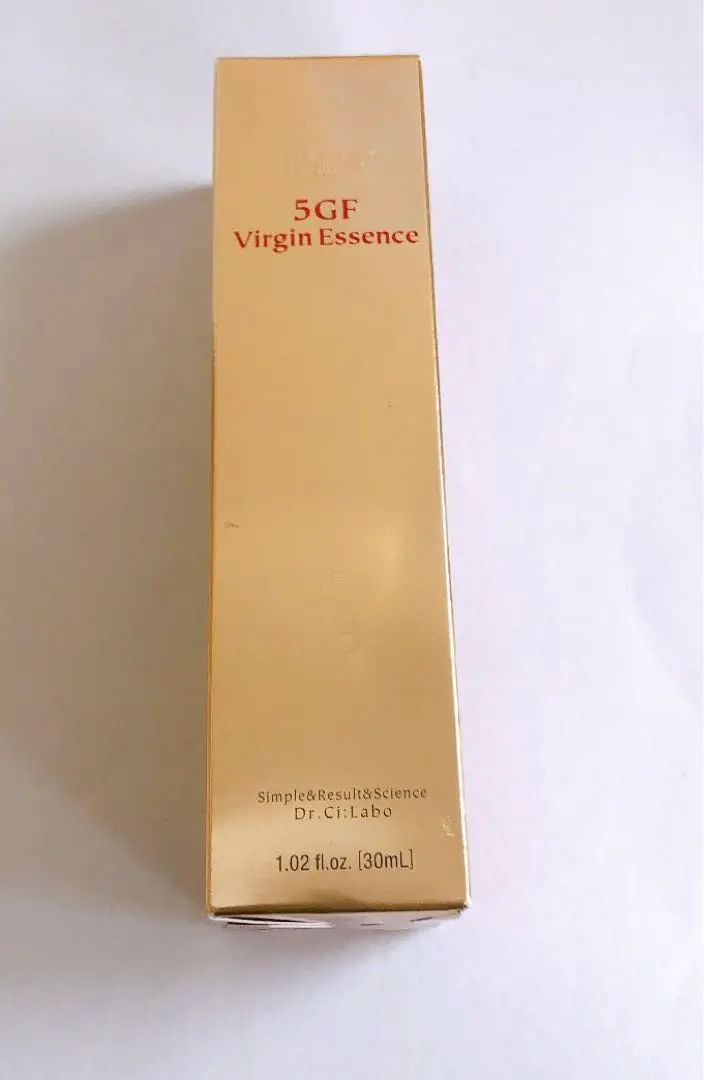 5GF
Virgin Essence
Simple&Result&Science
Dr.Ci:Labo
1.02 fl.oz. [30mL]